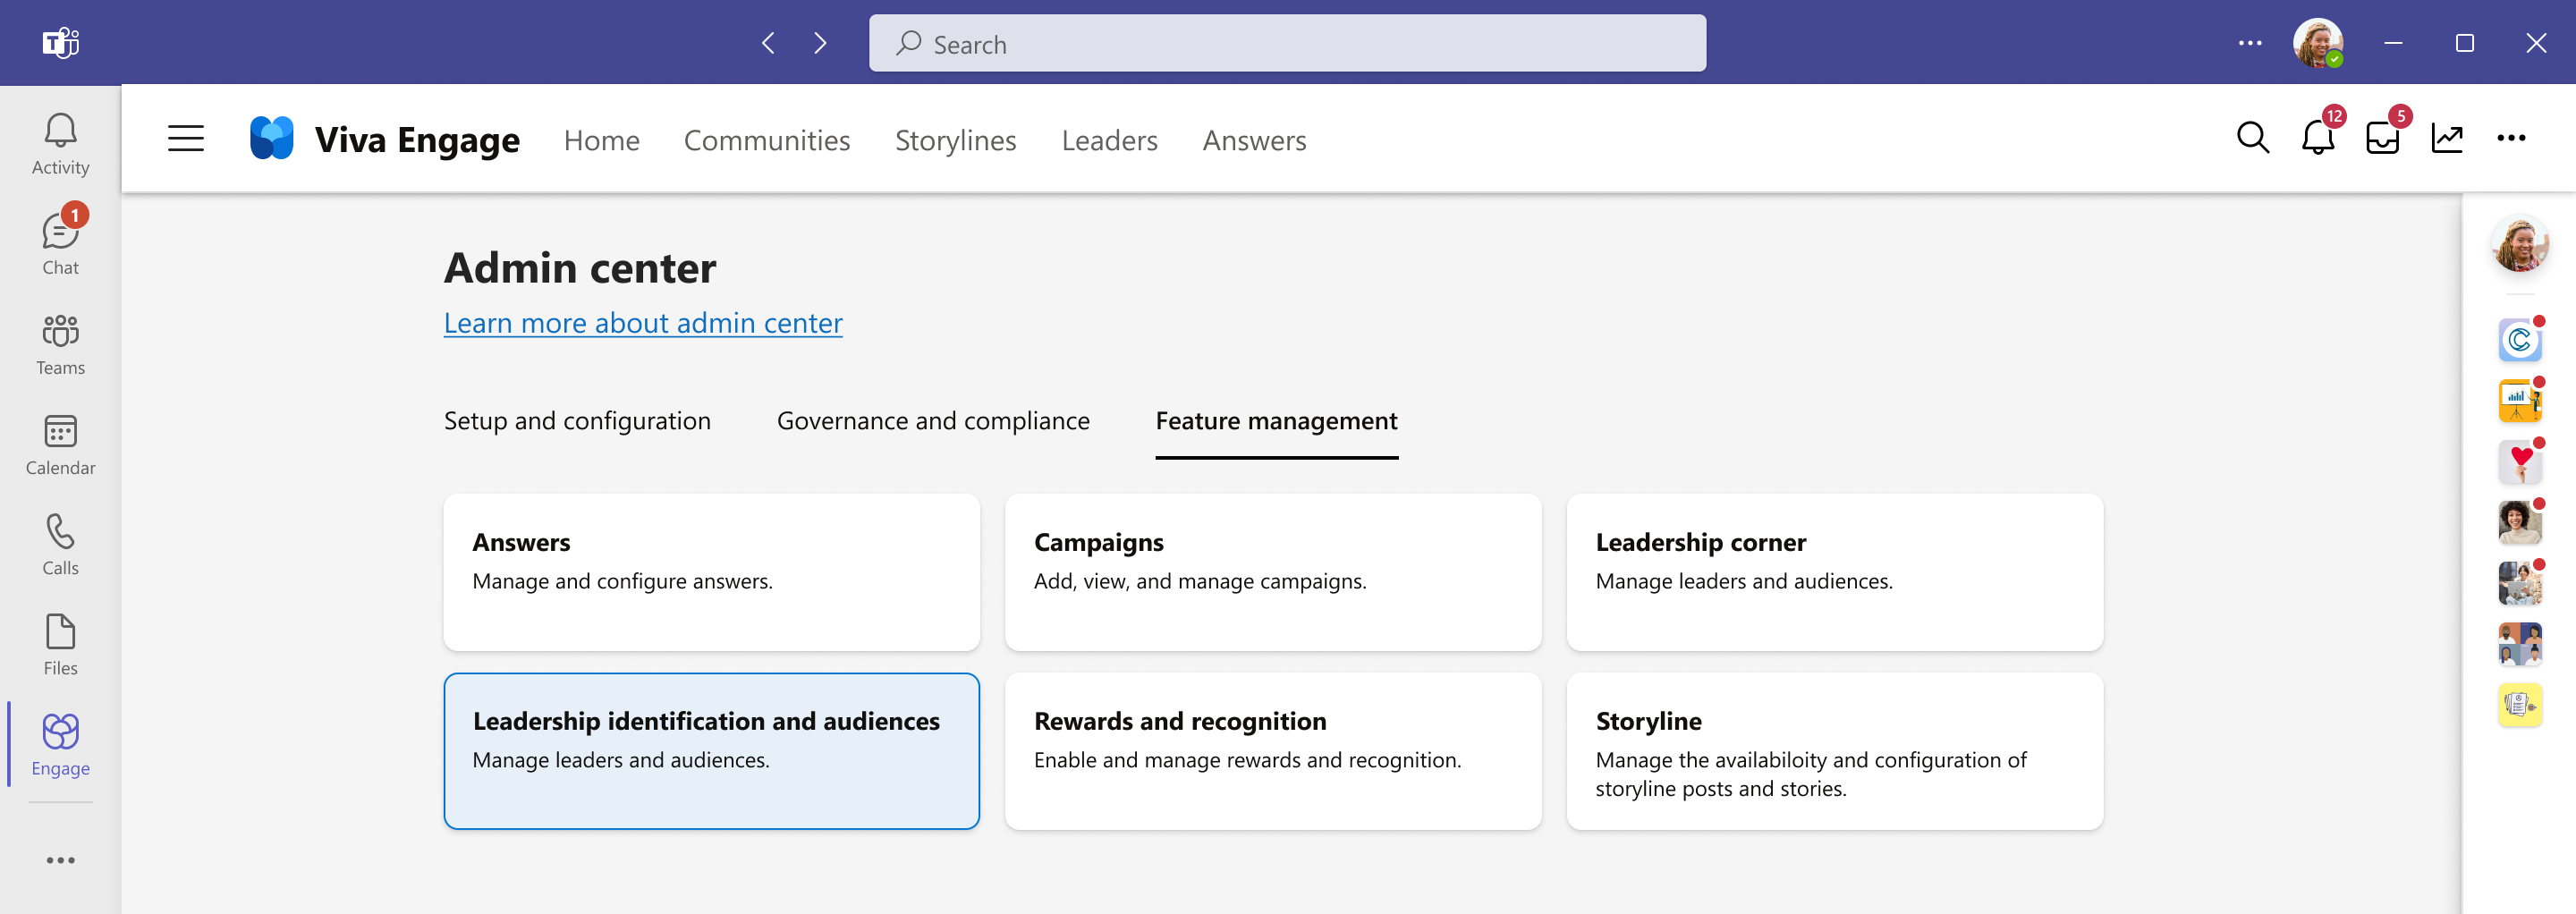 Search
Activity
1
Chat
Teams
Calendar
Calls
Files
Engage
Viva Engage
Home
Communities
Storylines
Leaders
Answers
12
5
Admin center
Learn more about admin center
Setup and configuration
Governance and compliance
Feature management
Answers
Manage and configure answers.
Campaigns
Add, view, and manage campaigns.
Leadership corner
Manage leaders and audiences.
Leadership identification and audiences
Manage leaders and audiences.
Rewards and recognition
Enable and manage rewards and recognition.
Storyline
Manage the availabiloity and configuration of
storyline posts and stories.